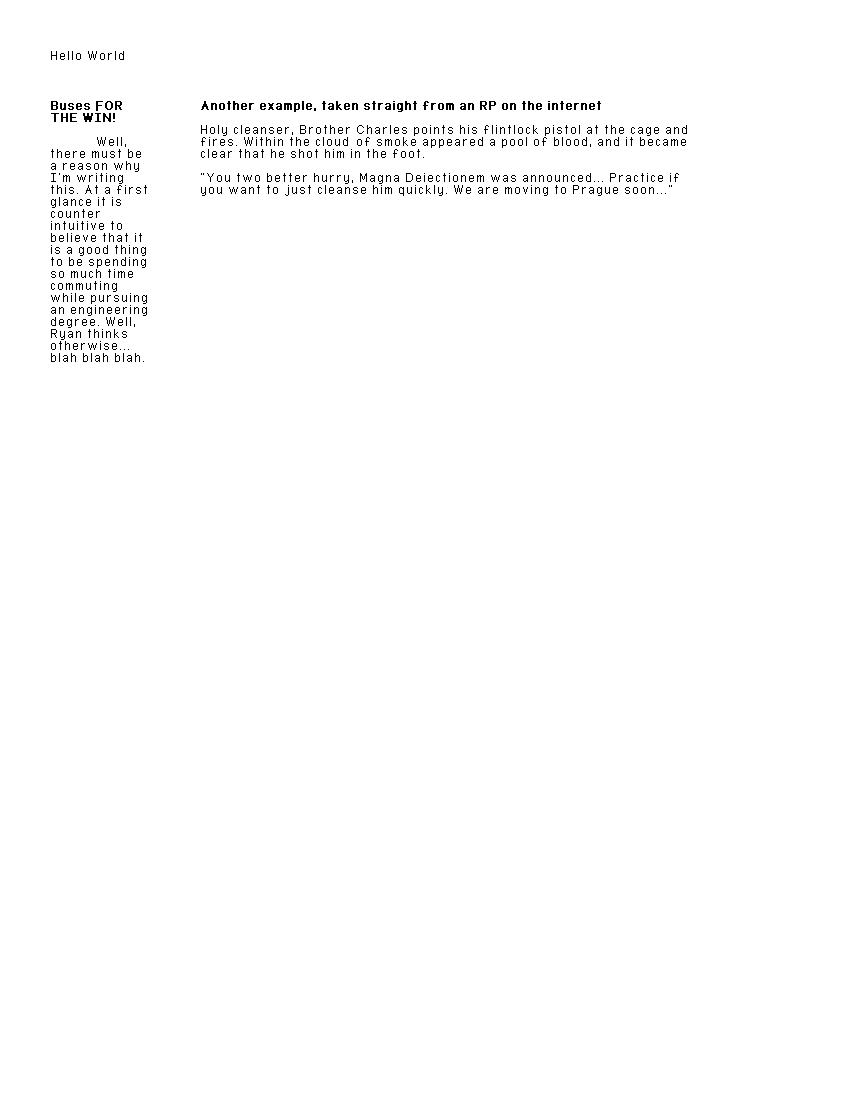 Hello World
Buses FOR
THE WIN!
Well,
there must be
a reason why
I'm writing
this. At a first
glance it is
counter
intuitive to
believe that it
is a good thing
to be spending
so much time
commuting
while pursuing
an engineering
degree. Well,
Ryan thinks
otherwise...
blah blah blah.
Another example, taken straight from an RP on the internet
Holy cleanser, Brother Charles points his flintlock pistol at the cage and
fires. Within the cloud of smoke appeared a pool of blood, and it became
clear that he shot him in the foot.
"You two better hurry, Magna Deiectionem was announced... Practice if
you want to just cleanse him quickly. We are moving to Prague soon..."